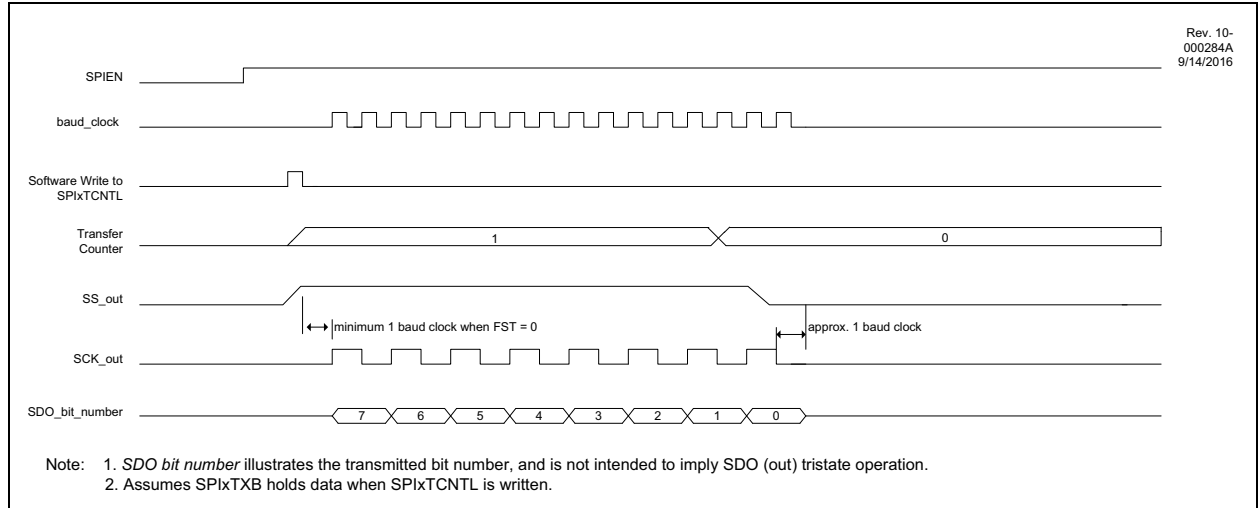 Rev. 10-
000284A
9/14/2016
SPIEN
baud_clock
Software Write to
SPIxTCNTL
Transfer
Counter
1
0
SS_out
minimum 1 baud clock when FST = 0
approx. 1 baud clock
SCK_out
SDO_bit_number
7 6 5 4 3 2 1 0
Note: 1. SDO bit number illustrates the transmitted bit number, and is not intended to imply SDO (out) tristate operation.
2. Assumes SPIxTXB holds data when SPIxTCNTL is written.